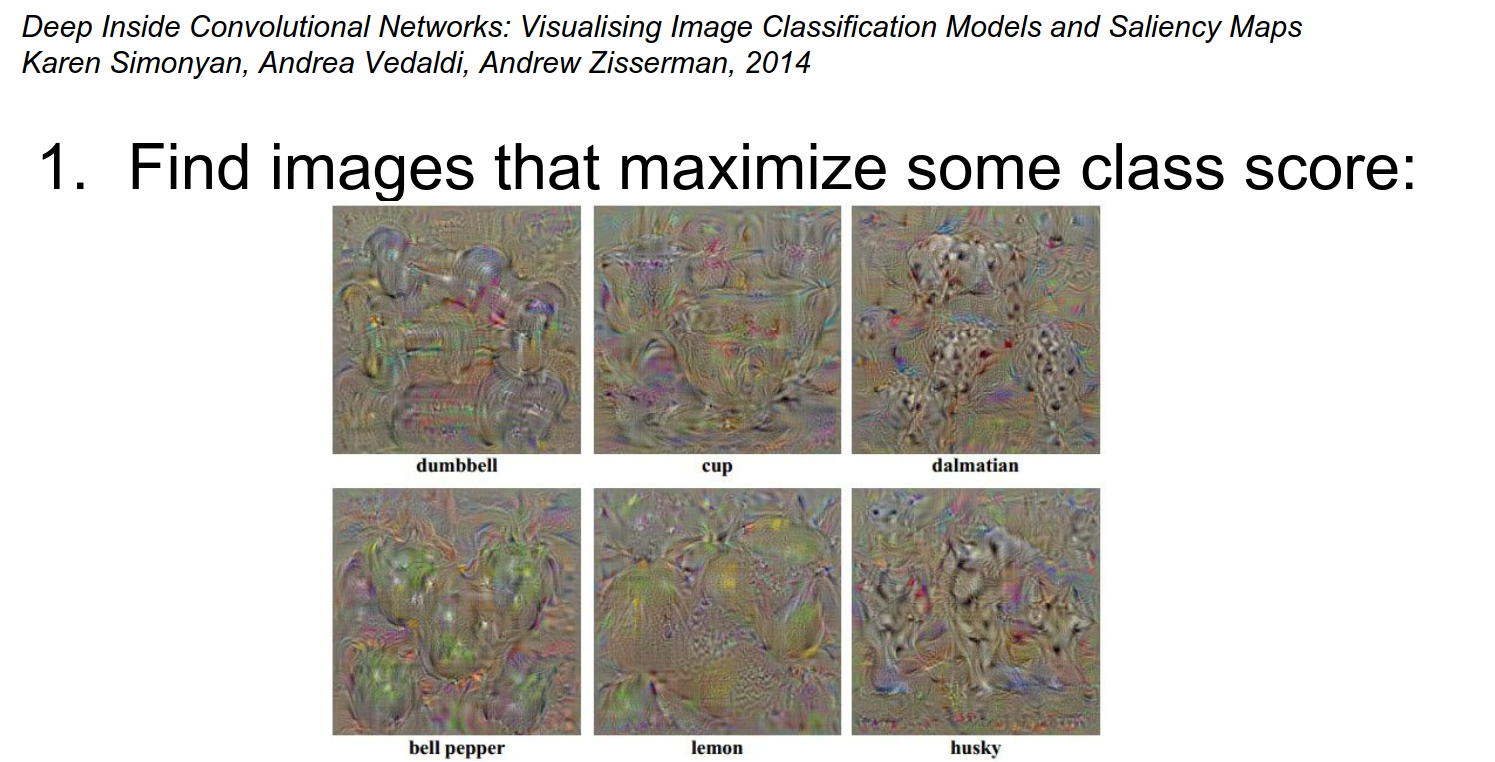 Deep Inside Convolutional Networks: Visualising Image Classification Models and Saliency Maps
Karen Simonyan, Andrea Vedaldi, Andrew Zisserman, 2014
1. Find images that maximize some class score:
dumbbell
cup
dalmatian
bell pepper
lemon
husky